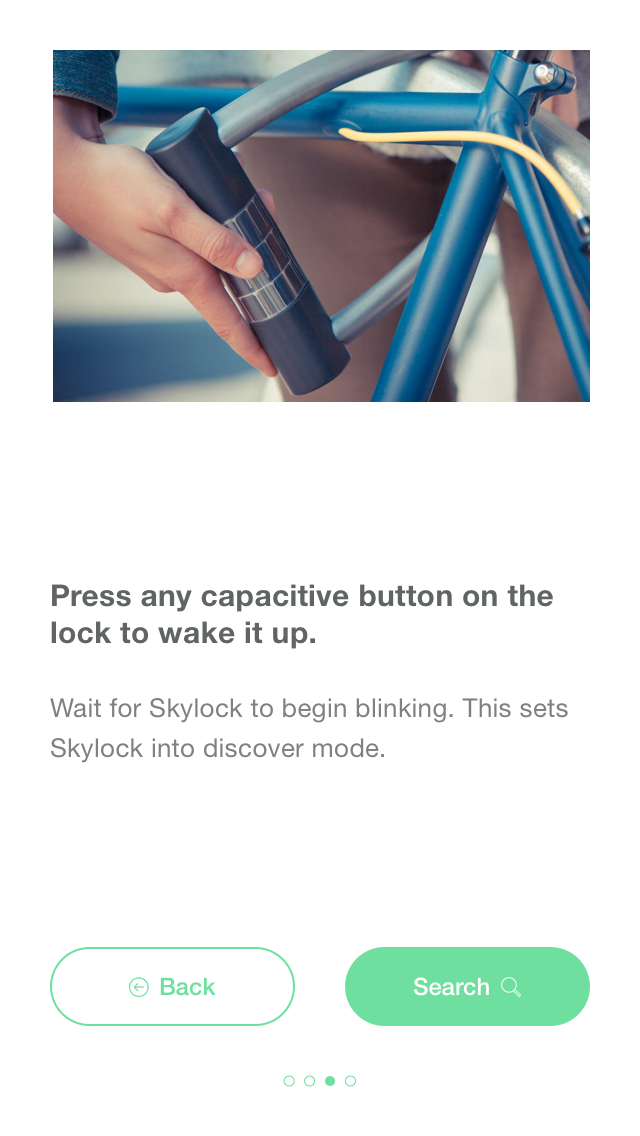 Press any capacitive button on the
lock to wake it up.
Wait for Skylock to begin blinking. This sets
Skylock into discover mode.
Back
Search